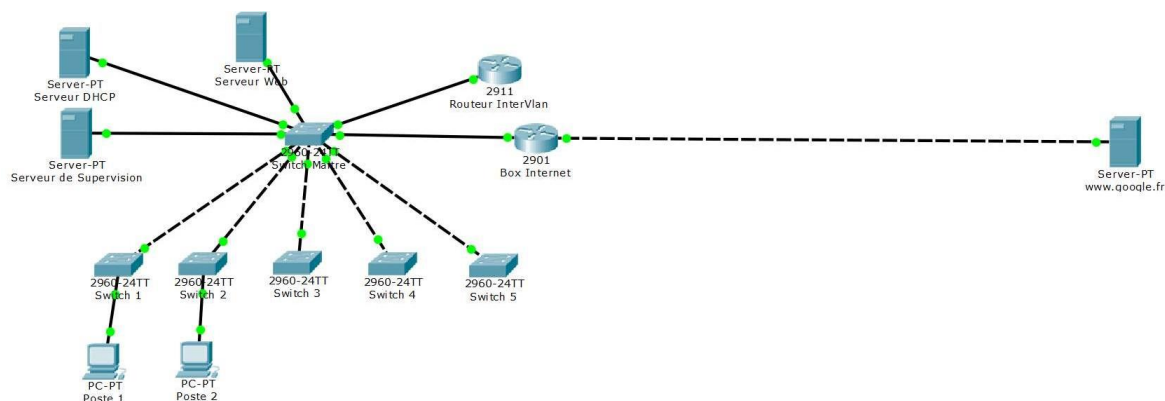 Server-PT
Serveur DHCP
Server-PT
Serveur Web
2911
Routeur InterVlan
Server-PT
Serveur de Supervision
2960-24TT
Switch Maitre
2901
Box Internet
Server-PT
www.google.fr
2960-24TT
Switch 1
2960-24TT
Switch 2
2960-24TT
Switch 3
2960-24TT
Switch 4
2960-24TT
Switch 5
PC-PT
Poste 1
PC-PT
Poste 2